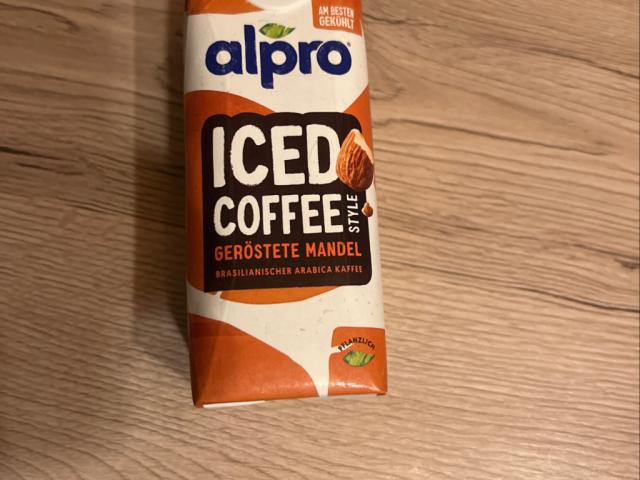 AM BESTEN
GEKÜHLT
alpro
ICED
COFFEE
STYLE
GERÖSTETE MANDEL
BRASILIANISCHER ARABICA KAFFEE
PFLANZLICH